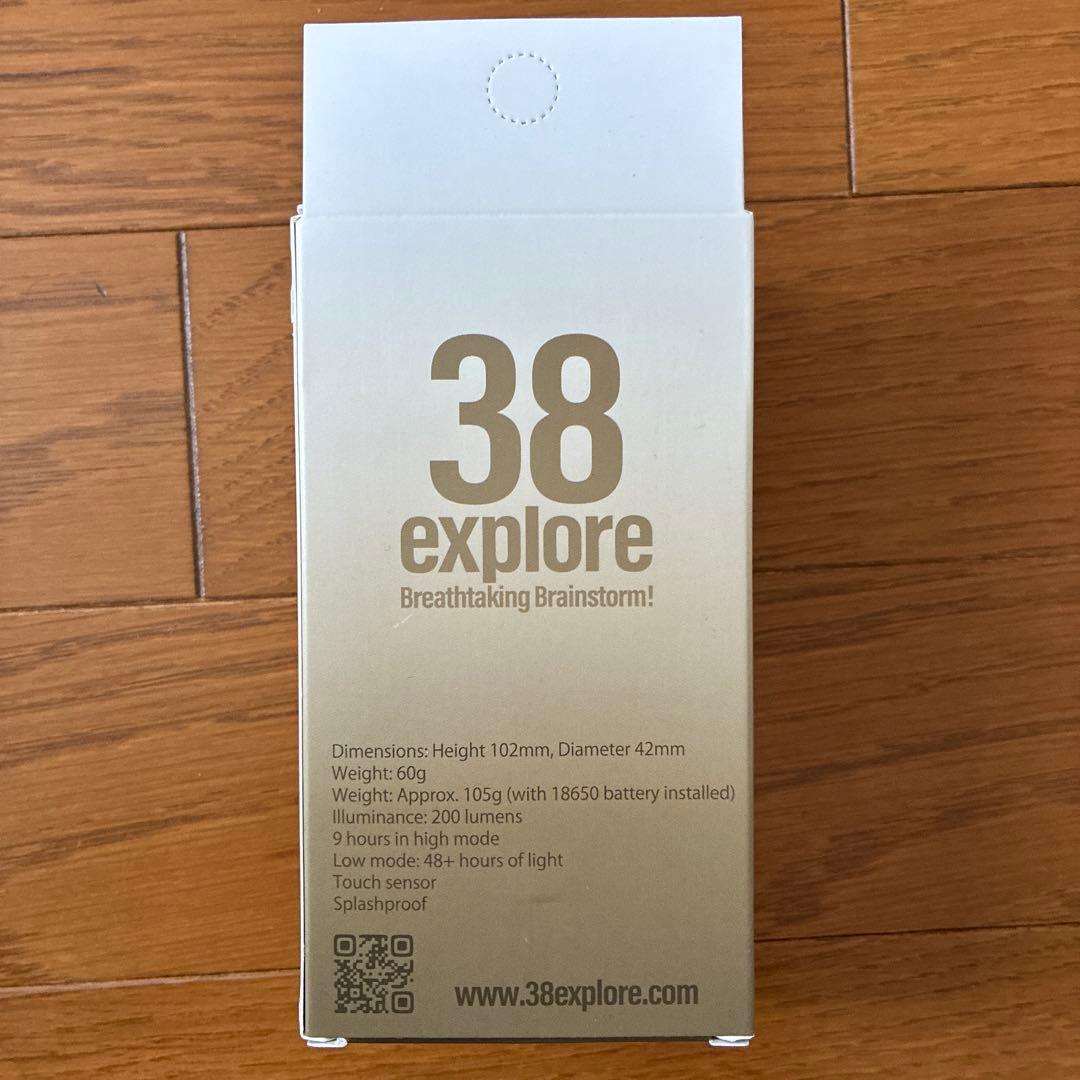 38
explore
Breathtaking Brainstorm!
Dimensions: Height 102mm, Diameter 42mm
Weight: 60g
Weight: Approx. 105g (with 18650 battery installed)
Illuminance: 200 lumens
9 hours in high mode
Low mode: 48+ hours of light
Touch sensor
Splashproof
www.38explore.com